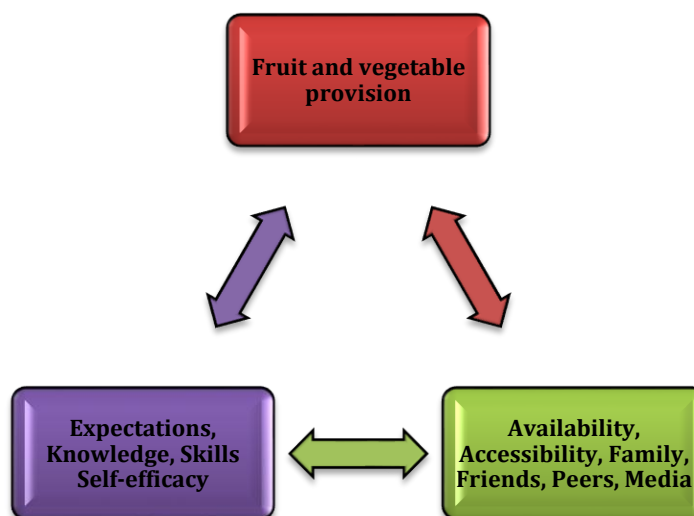 Fruit and vegetable
provision
Expectations,
Knowledge, Skills
Self-efficacy
Availability,
Accessibility, Family,
Friends, Peers, Media